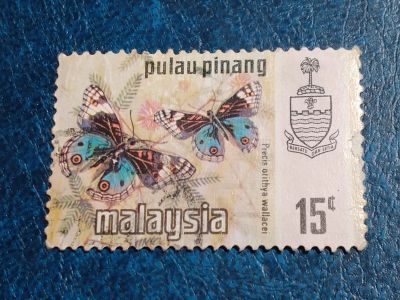 pulau pinang
Precis orithya wallacei
malaysia
15¢